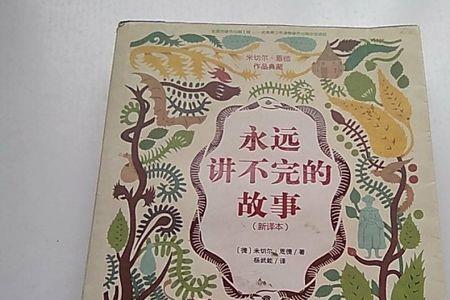 米切尔·恩德
作品典藏
永远
讲不完的
故事
（新译本）
［德］米切尔·恩德／著
杨武能／译